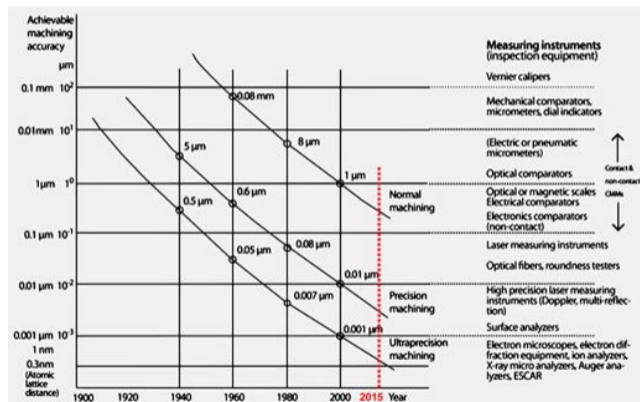 Achievable
machining
accuracy
μm
0.1 mm 10²
0.01mm 10¹
1μm 10⁰
0.1 μm 10⁻¹
0.01 μm 10⁻²
0.001 μm 10⁻³
1 nm
0.3nm
(Atomic
lattice
distance)
1900 1920 1940 1960 1980 2000 2015 Year
0.08 mm
8 μm
1 μm
5 μm
0.6 μm
0.08 μm
0.01 μm
0.5 μm
0.05 μm
0.007 μm
0.001 μm
Normal
machining
Precision
machining
Ultraprecision
machining
Measuring instruments
(inspection equipment)
Vernier calipers
Mechanical comparators,
micrometers, dial indicators
(Electric or pneumatic
micrometers)
Optical comparators
Optical or magnetic scales
Electrical comparators
Electronics comparators
(non-contact)
Laser measuring instruments
Optical fibers, roundness testers
High precision laser measuring
instruments (Doppler, multi-reflec-
tion)
Surface analyzers
Electron microscopes, electron dif-
fraction equipment, ion analyzers,
X-ray micro analyzers, Auger ana-
lyzers, ESCAR
Contact &
non-contact
CMMs